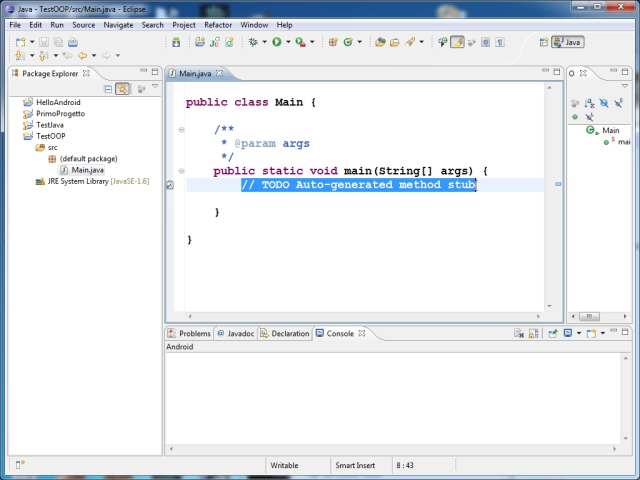 Java - TestOOP/src/Main.java - Eclipse
File Edit Run Source Navigate Search Project Refactor Window Help
Java
Package Explorer
Main.java
O
HelloAndroid
PrimoProgetto
TestJava
TestOOP
src
(default package)
Main.java
JRE System Library [JavaSE-1.6]
public class Main {
/**
* @param args
*/
public static void main(String[] args) {
// TODO Auto-generated method stub
}
}
Main
mai
Problems @ Javadoc Declaration Console
Android
Writable Smart Insert 8 : 43